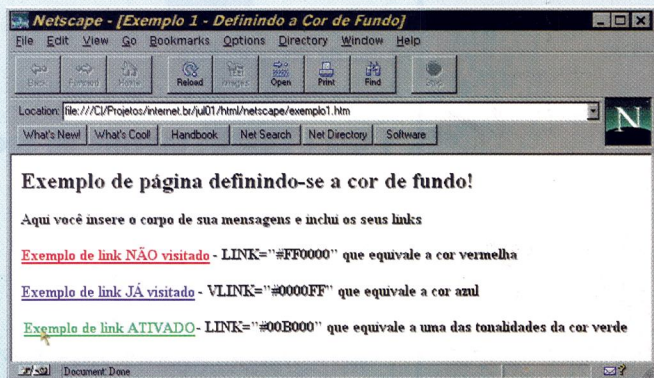 Netscape - [Exemplo 1 - Definindo a Cor de Fundo]
File Edit View Go Bookmarks Options Directory Window Help
Back Forward Home Reload Images Open Print Find Stop
Location: file:///C|/Projetos/internet.br/jul01/html/netscape/exemplo1.htm
N
What's New! What's Cool! Handbook Net Search Net Directory Software
Exemplo de página definindo-se a cor de fundo!
Aqui você insere o corpo de sua mensagens e inclui os seus links
Exemplo de link NÃO visitado - LINK="#FF0000" que equivale a cor vermelha
Exemplo de link JÁ visitado - VLINK="#0000FF" que equivale a cor azul
Exemplo de link ATIVADO- LINK="#00B000" que equivale a uma das tonalidades da cor verde
Document: Done